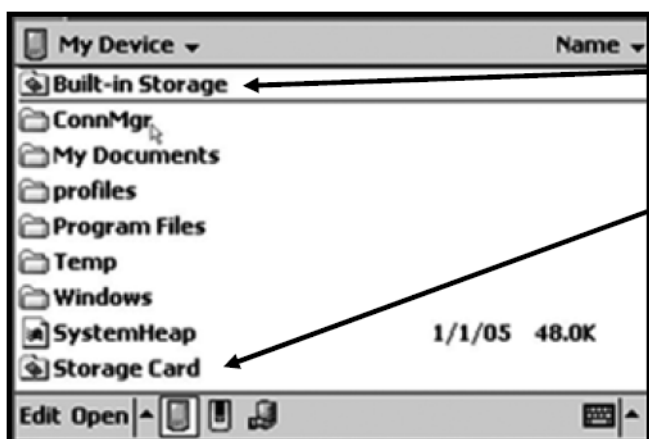 My Device Name
Built-in Storage
ConnMgr
My Documents
profiles
Program Files
Temp
Windows
SystemHeap 1/1/05 48.0K
Storage Card
Edit Open